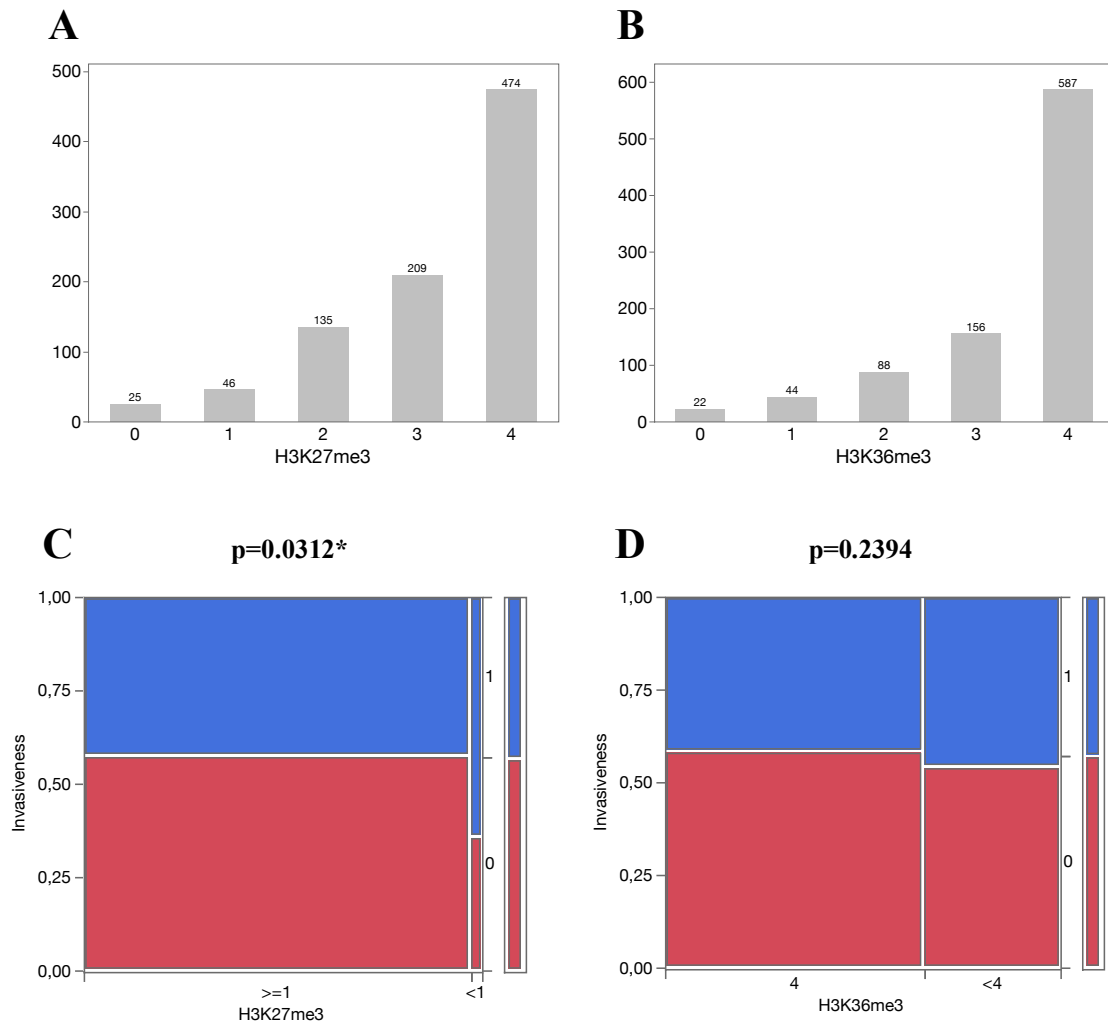 A
500
400
300
200
100
0
25
46
135
209
474
0 1 2 3 4
H3K27me3
B
600
500
400
300
200
100
0
22
44
88
156
587
0 1 2 3 4
H3K36me3
C
p=0.0312*
1,00
0,75
0,50
0,25
0,00
Invasiveness
1
0
>=1 <1
H3K27me3
D
p=0.2394
1,00
0,75
0,50
0,25
0,00
Invasiveness
1
0
4 <4
H3K36me3